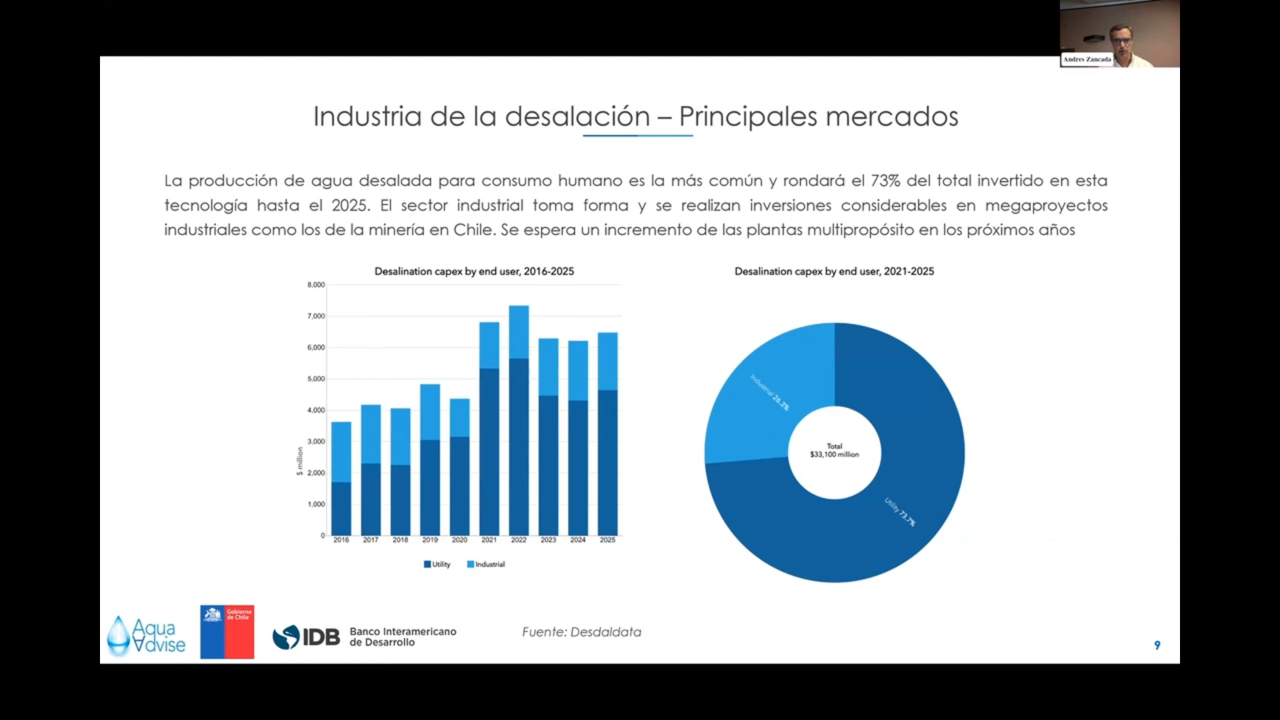 Andres Zancada
Industria de la desalación – Principales mercados
La producción de agua desalada para consumo humano es la más común y rondará el 73% del total invertido en esta
tecnología hasta el 2025. El sector industrial toma forma y se realizan inversiones considerables en megaproyectos
industriales como los de la minería en Chile. Se espera un incremento de las plantas multipropósito en los próximos años
Desalination capex by end user, 2016-2025
8,000
7,000
6,000
5,000
4,000
3,000
2,000
1,000
0
$ million
2016 2017 2018 2019 2020 2021 2022 2023 2024 2025
Utility Industrial
Desalination capex by end user, 2021-2025
Industrial 26.3%
Total
$33,100 million
Utility 73.7%
Aqua
Advise
Gobierno
de Chile
IDB
Banco Interamericano
de Desarrollo
Fuente: Desdaldata
9